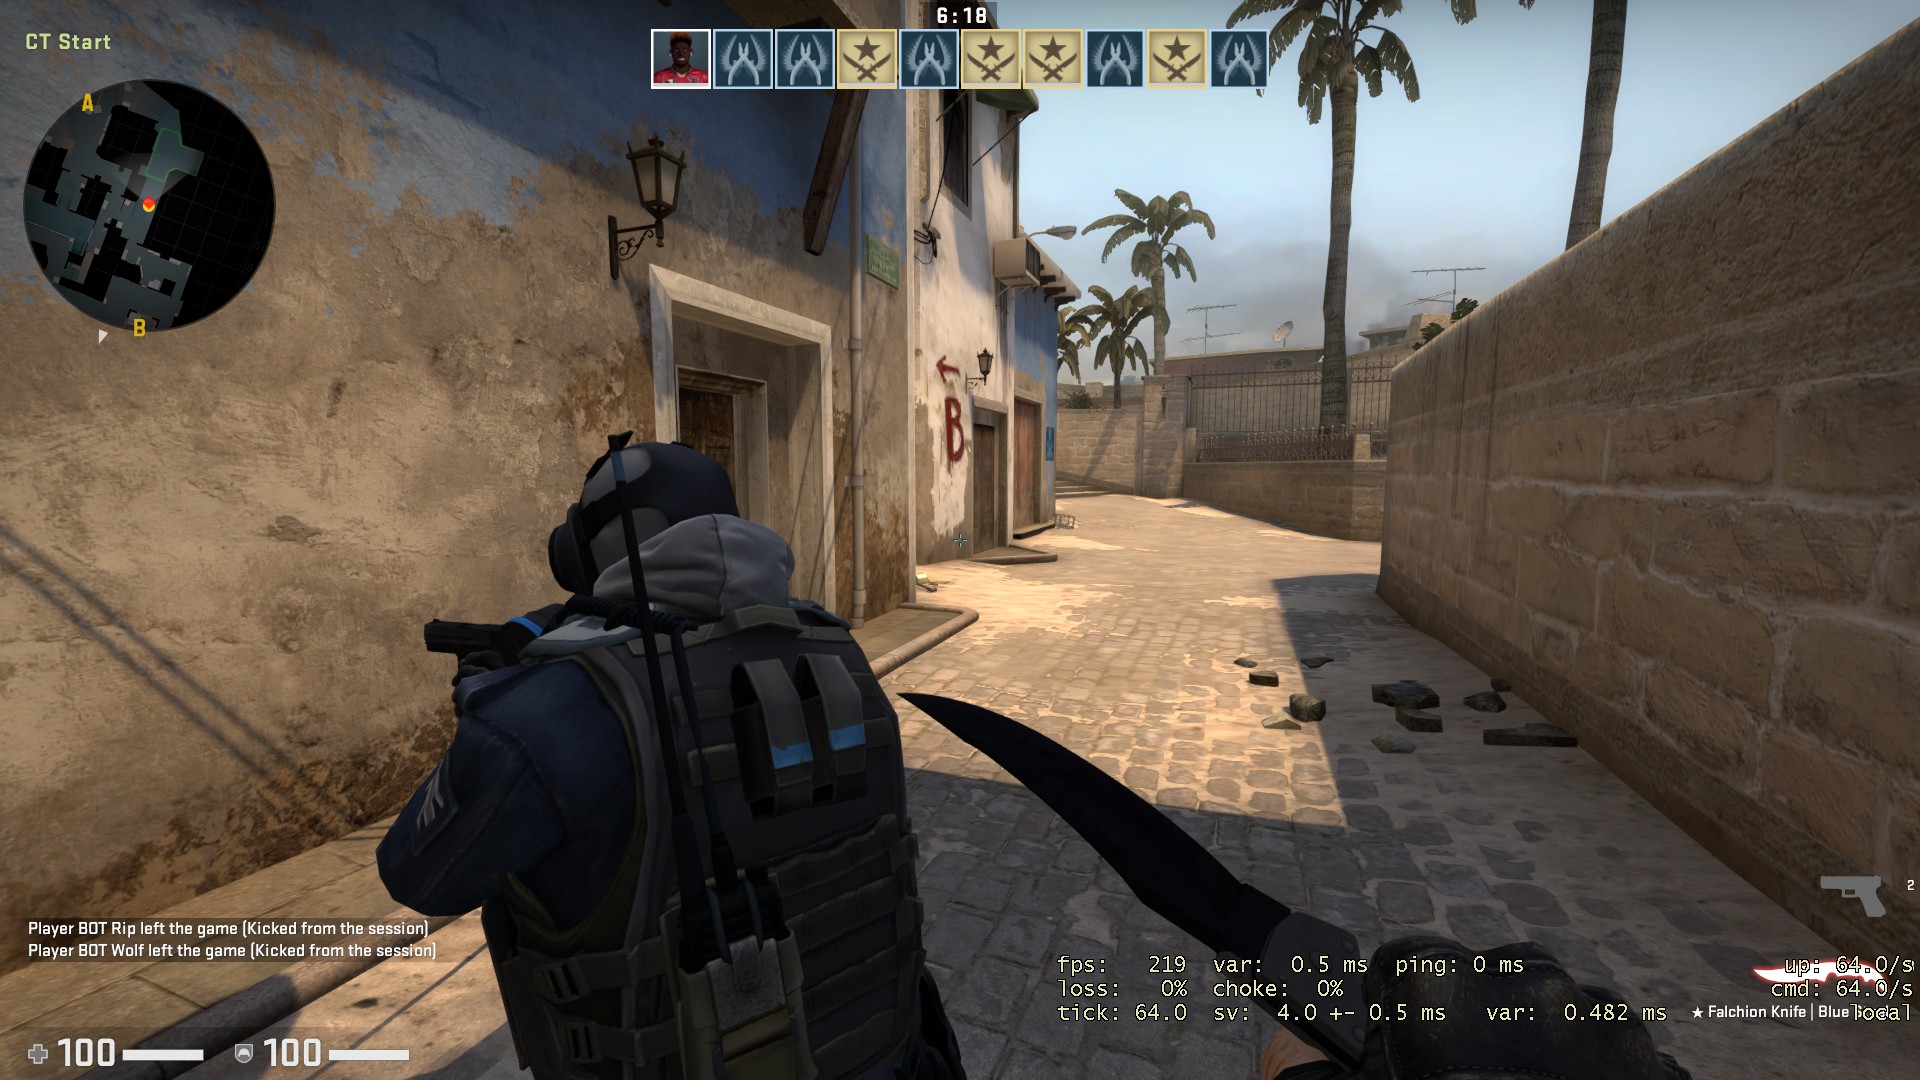 6:18
CT Start
A
B
B
2
Player BOT Rip left the game (Kicked from the session)
Player BOT Wolf left the game (Kicked from the session)
fps: 219 var: 0.5 ms ping: 0 ms
up: 64.0/s
loss: 0% choke: 0%
cmd: 64.0/s
tick: 64.0 sv: 4.0 +- 0.5 ms var: 0.482 ms
local
★ Falchion Knife | Blue
100
100